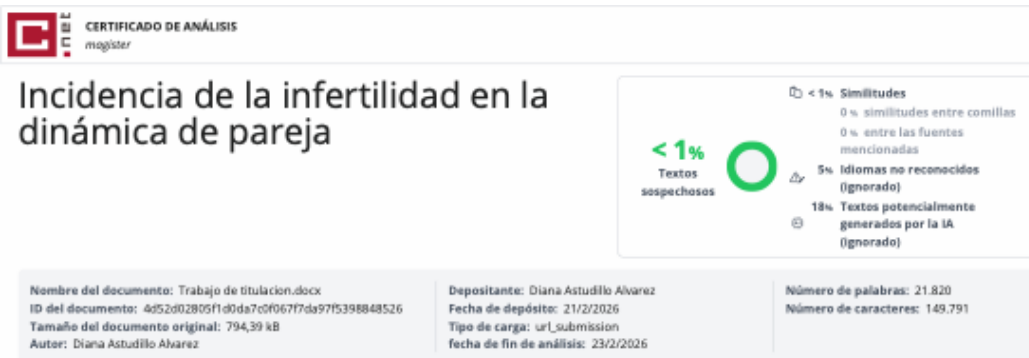 C
.net
CERTIFICADO DE ANÁLISIS
magister
Incidencia de la infertilidad en la
dinámica de pareja
< 1%
Textos
sospechosos
< 1% Similitudes
0 % similitudes entre comillas
0 % entre las fuentes
mencionadas
5% Idiomas no reconocidos
(ignorado)
18% Textos potencialmente
generados por la IA
(ignorado)
Nombre del documento: Trabajo de titulacion.docx
ID del documento: 4d52d02805f1d0da7c0f067f7da97f5398848526
Tamaño del documento original: 794,39 kB
Autor: Diana Astudillo Alvarez
Depositante: Diana Astudillo Alvarez
Fecha de depósito: 21/2/2026
Tipo de carga: url_submission
fecha de fin de análisis: 23/2/2026
Número de palabras: 21.820
Número de caracteres: 149.791